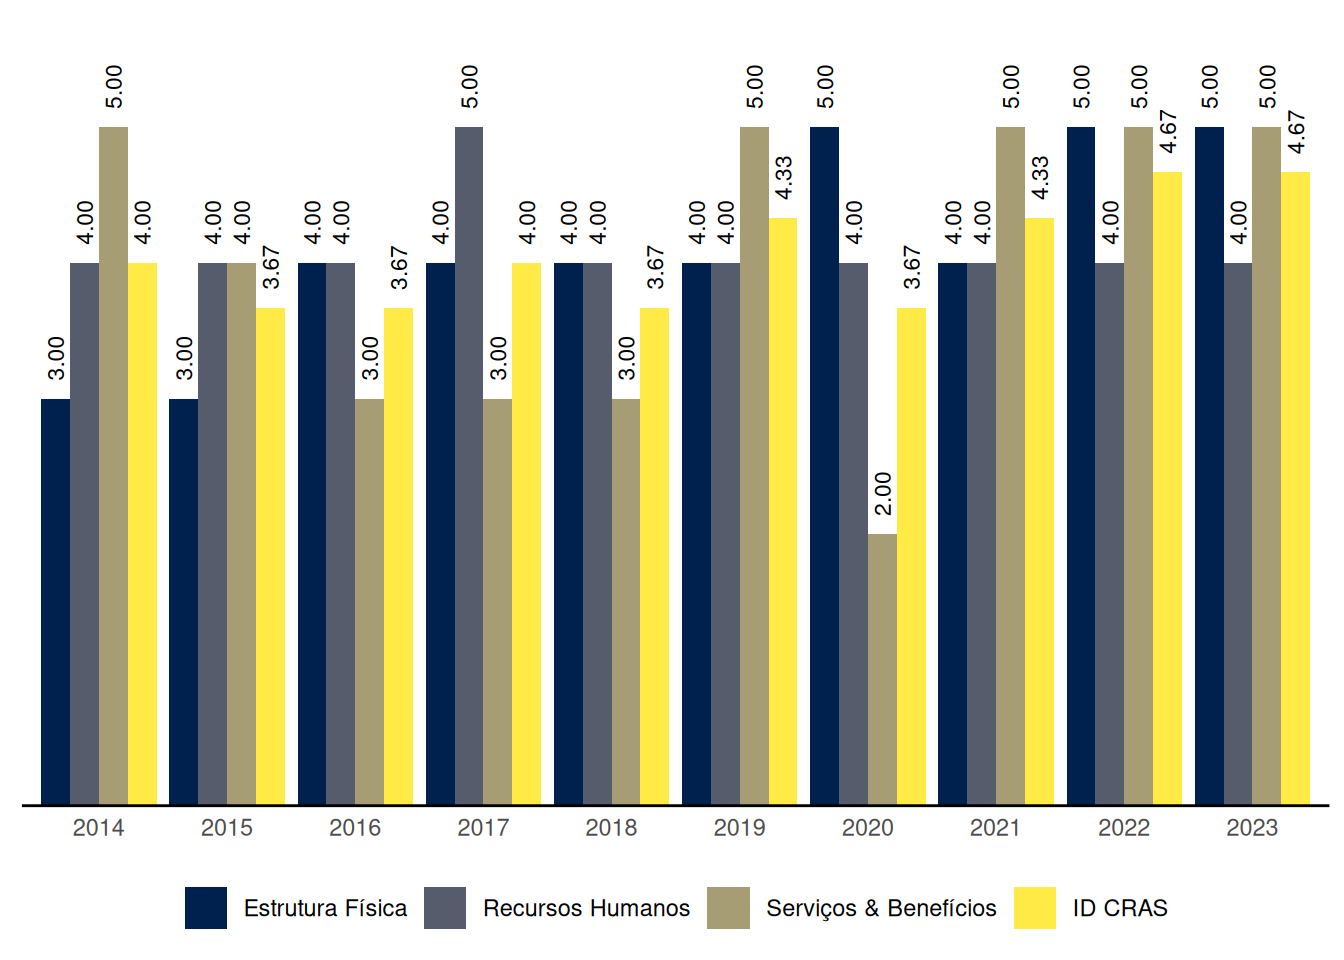 3.00 4.00 5.00 4.00
3.00 4.00 4.00 3.67
4.00 4.00 3.00 3.67
4.00 5.00 3.00 4.00
4.00 4.00 3.00 3.67
4.00 4.00 5.00 4.33
5.00 4.00 2.00 3.67
4.00 4.00 5.00 4.33
5.00 4.00 5.00 4.67
5.00 4.00 5.00 4.67
2014 2015 2016 2017 2018 2019 2020 2021 2022 2023
Estrutura Física Recursos Humanos Serviços & Benefícios ID CRAS